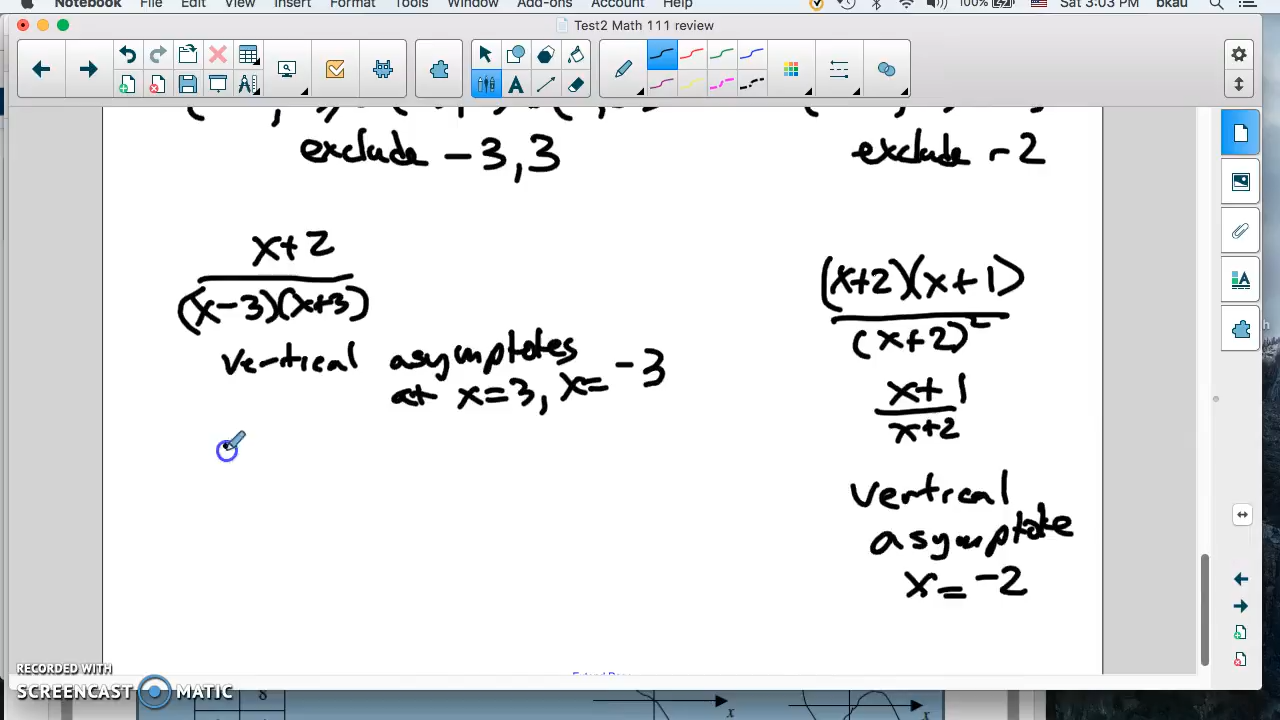 Notebook File Edit View Insert Format Tools Window Add-ons Account Help 100% Sat 3:03 PM bkau
Test2 Math 111 review
exclude -3,3
exclude -2
x+2
(x-3)(x+3)
vertical asymptotes
at x=3, x= -3
(x+2)(x+1)
(x+2)²
x+1
x+2
vertical
asymptote
x= -2
RECORDED WITH
SCREENCAST MATIC
8
x
x